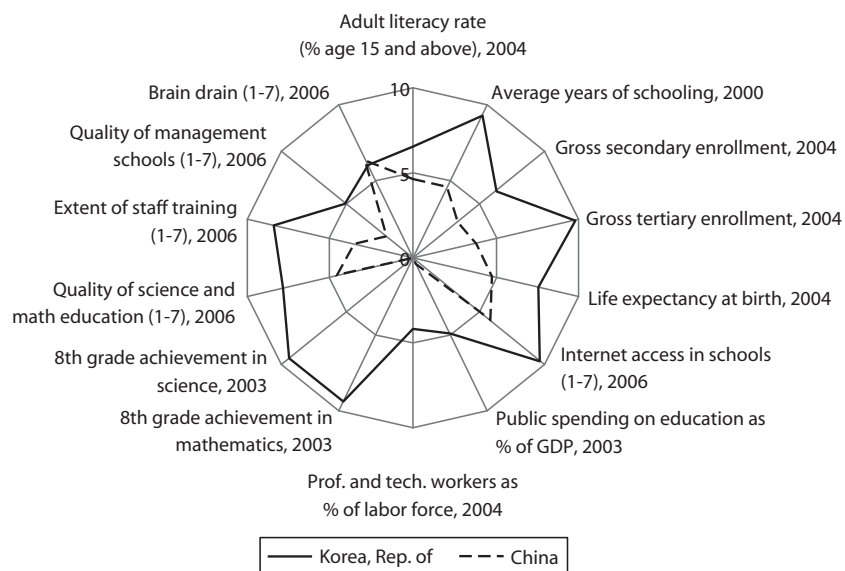 Adult literacy rate
(% age 15 and above), 2004
Brain drain (1-7), 2006
10
Average years of schooling, 2000
Quality of management
schools (1-7), 2006
Gross secondary enrollment, 2004
5
Extent of staff training
(1-7), 2006
Gross tertiary enrollment, 2004
0
Quality of science and
math education (1-7), 2006
Life expectancy at birth, 2004
8th grade achievement in
science, 2003
Internet access in schools
(1-7), 2006
8th grade achievement in
mathematics, 2003
Public spending on education as
% of GDP, 2003
Prof. and tech. workers as
% of labor force, 2004
Korea, Rep. of
China